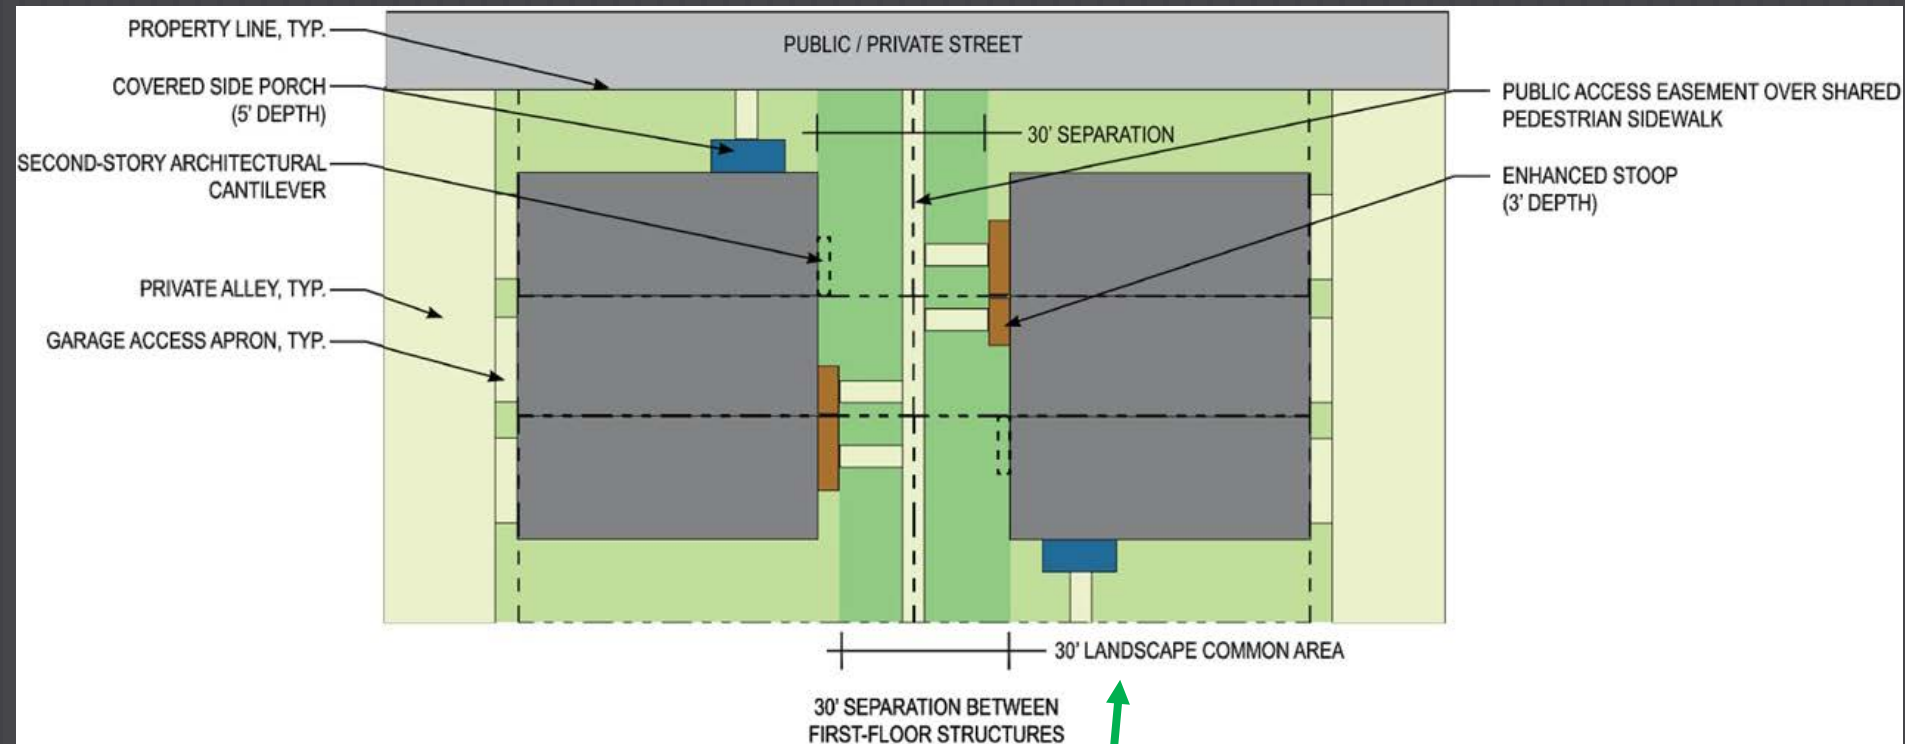 PUBLIC / PRIVATE STREET
PROPERTY LINE, TYP.
COVERED SIDE PORCH
(5' DEPTH)
SECOND-STORY ARCHITECTURAL
CANTILEVER
PRIVATE ALLEY, TYP.
GARAGE ACCESS APRON, TYP.
30' SEPARATION
PUBLIC ACCESS EASEMENT OVER SHARED
PEDESTRIAN SIDEWALK
ENHANCED STOOP
(3' DEPTH)
30' LANDSCAPE COMMON AREA
30' SEPARATION BETWEEN
FIRST-FLOOR STRUCTURES